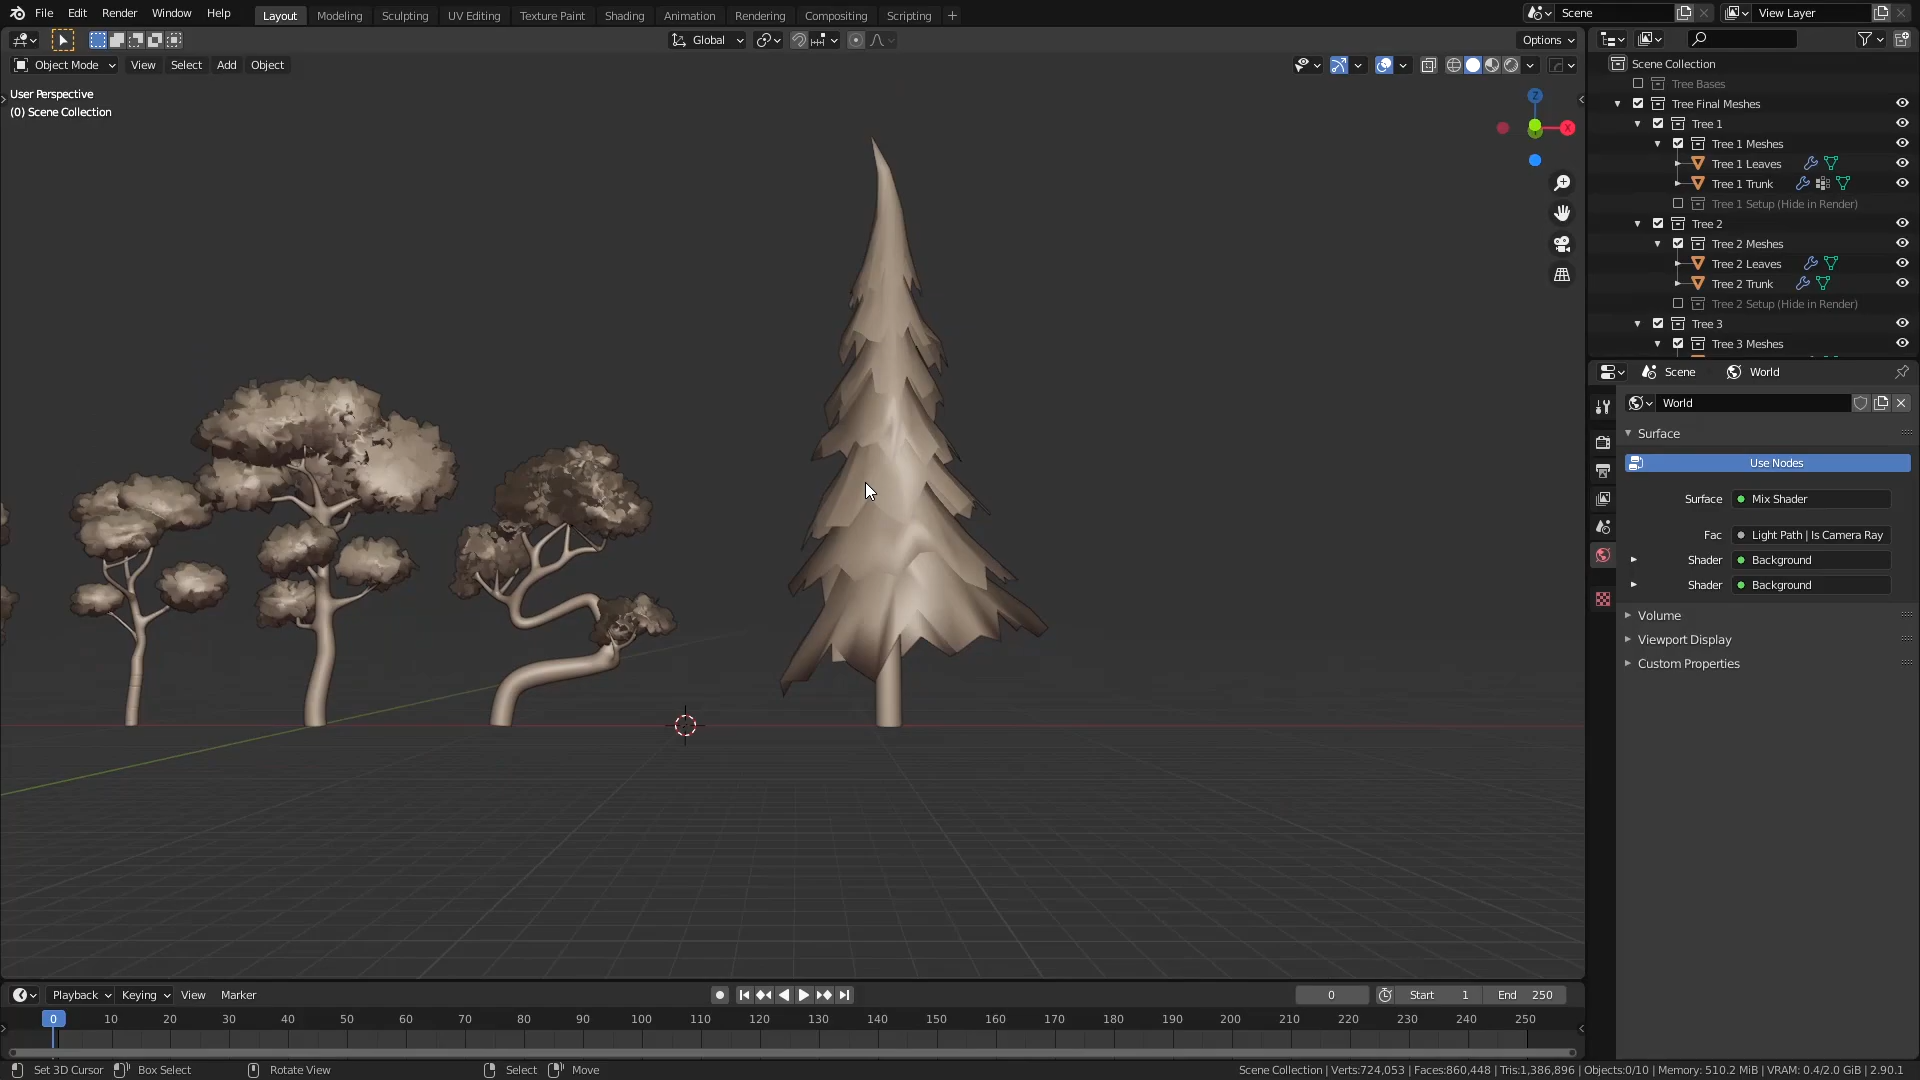 File Edit Render Window Help Layout Modeling Sculpting UV Editing Texture Paint Shading Animation Rendering Compositing Scripting + Scene View Layer
Global Options
Object Mode View Select Add Object
User Perspective
(0) Scene Collection
Z
X
Scene Collection
Tree Bases
Tree Final Meshes
Tree 1
Tree 1 Meshes
Tree 1 Leaves
Tree 1 Trunk
Tree 1 Setup (Hide in Render)
Tree 2
Tree 2 Meshes
Tree 2 Leaves
Tree 2 Trunk
Tree 2 Setup (Hide in Render)
Tree 3
Tree 3 Meshes
Scene World
World
Surface
Use Nodes
Surface Mix Shader
Fac Light Path | Is Camera Ray
Shader Background
Shader Background
Volume
Viewport Display
Custom Properties
Playback Keying View Marker 0 Start 1 End 250
0 10 20 30 40 50 60 70 80 90 100 110 120 130 140 150 160 170 180 190 200 210 220 230 240 250
Set 3D Cursor Box Select Rotate View Select Move Scene Collection | Verts:724,053 | Faces:860,448 | Tris:1,386,896 | Objects:0/10 | Memory: 510.2 MiB | VRAM: 0.4/2.0 GiB | 2.90.1